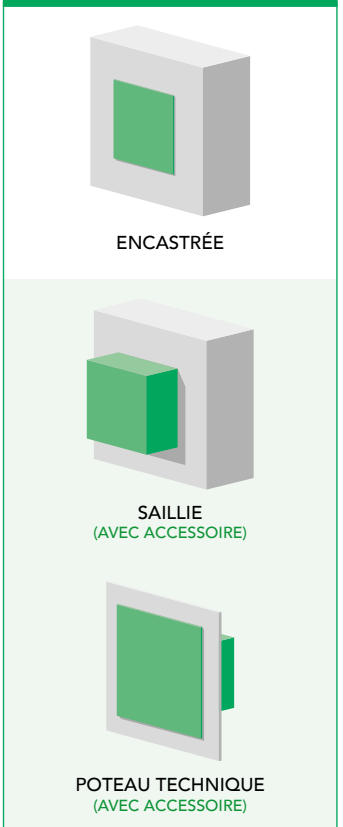 ENCASTRÉE
SAILLIE
(AVEC ACCESSOIRE)
POTEAU TECHNIQUE
(AVEC ACCESSOIRE)